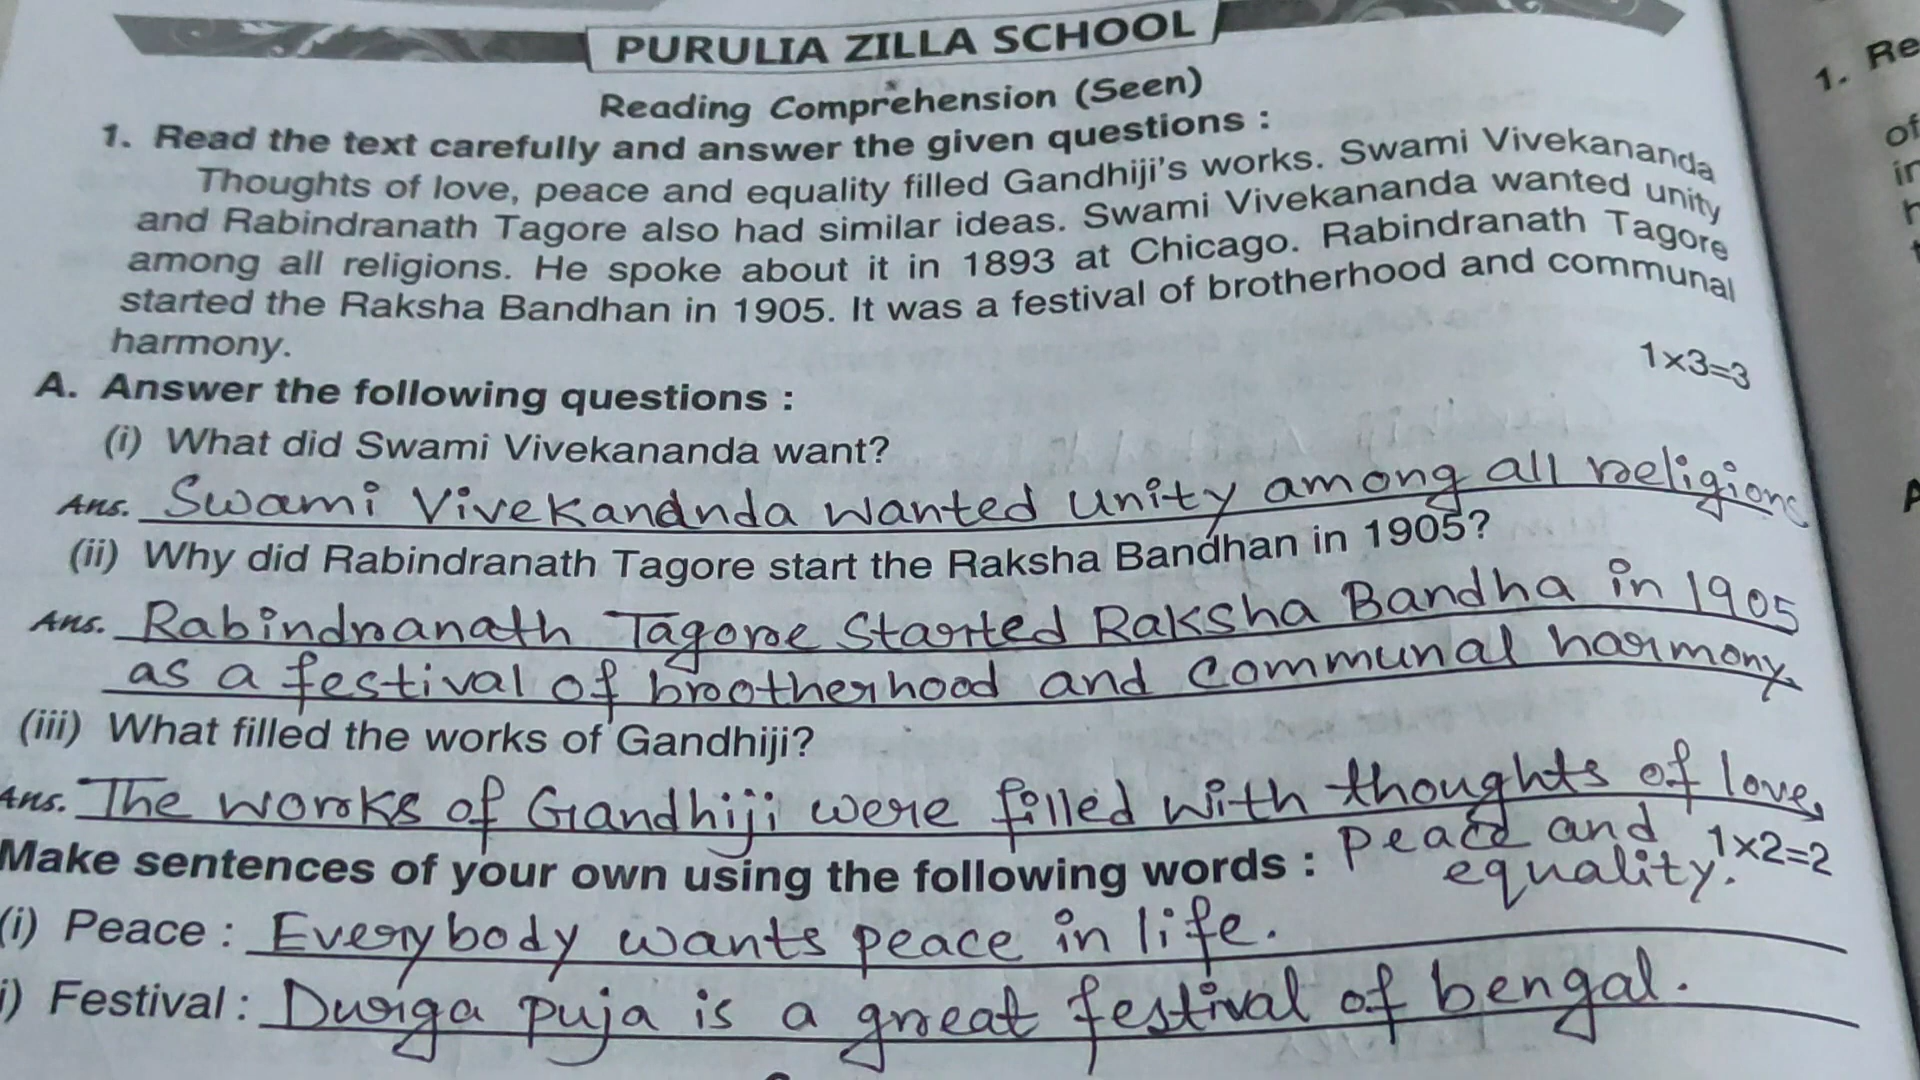 PURULIA ZILLA SCHOOL
Reading Comprehension (Seen)
1. Read the text carefully and answer the given questions :
Thoughts of love, peace and equality filled Gandhiji's works. Swami Vivekananda
and Rabindranath Tagore also had similar ideas. Swami Vivekananda wanted unity
among all religions. He spoke about it in 1893 at Chicago. Rabindranath Tagore
started the Raksha Bandhan in 1905. It was a festival of brotherhood and communal
harmony.
A. Answer the following questions : 1×3=3
(i) What did Swami Vivekananda want?
Ans. Swami Vivekananda wanted unity among all religions
(ii) Why did Rabindranath Tagore start the Raksha Bandhan in 1905?
Ans. Rabindranath Tagore started Raksha Bandha in 1905
as a festival of brotherhood and communal harmony.
(iii) What filled the works of Gandhiji?
Ans. The works of Gandhiji were filled with thoughts of love,
peace and
equality.
Make sentences of your own using the following words : 1×2=2
(i) Peace : Everybody wants peace in life.
i) Festival : Durga puja is a great festival of bengal.
1. Re
of
in